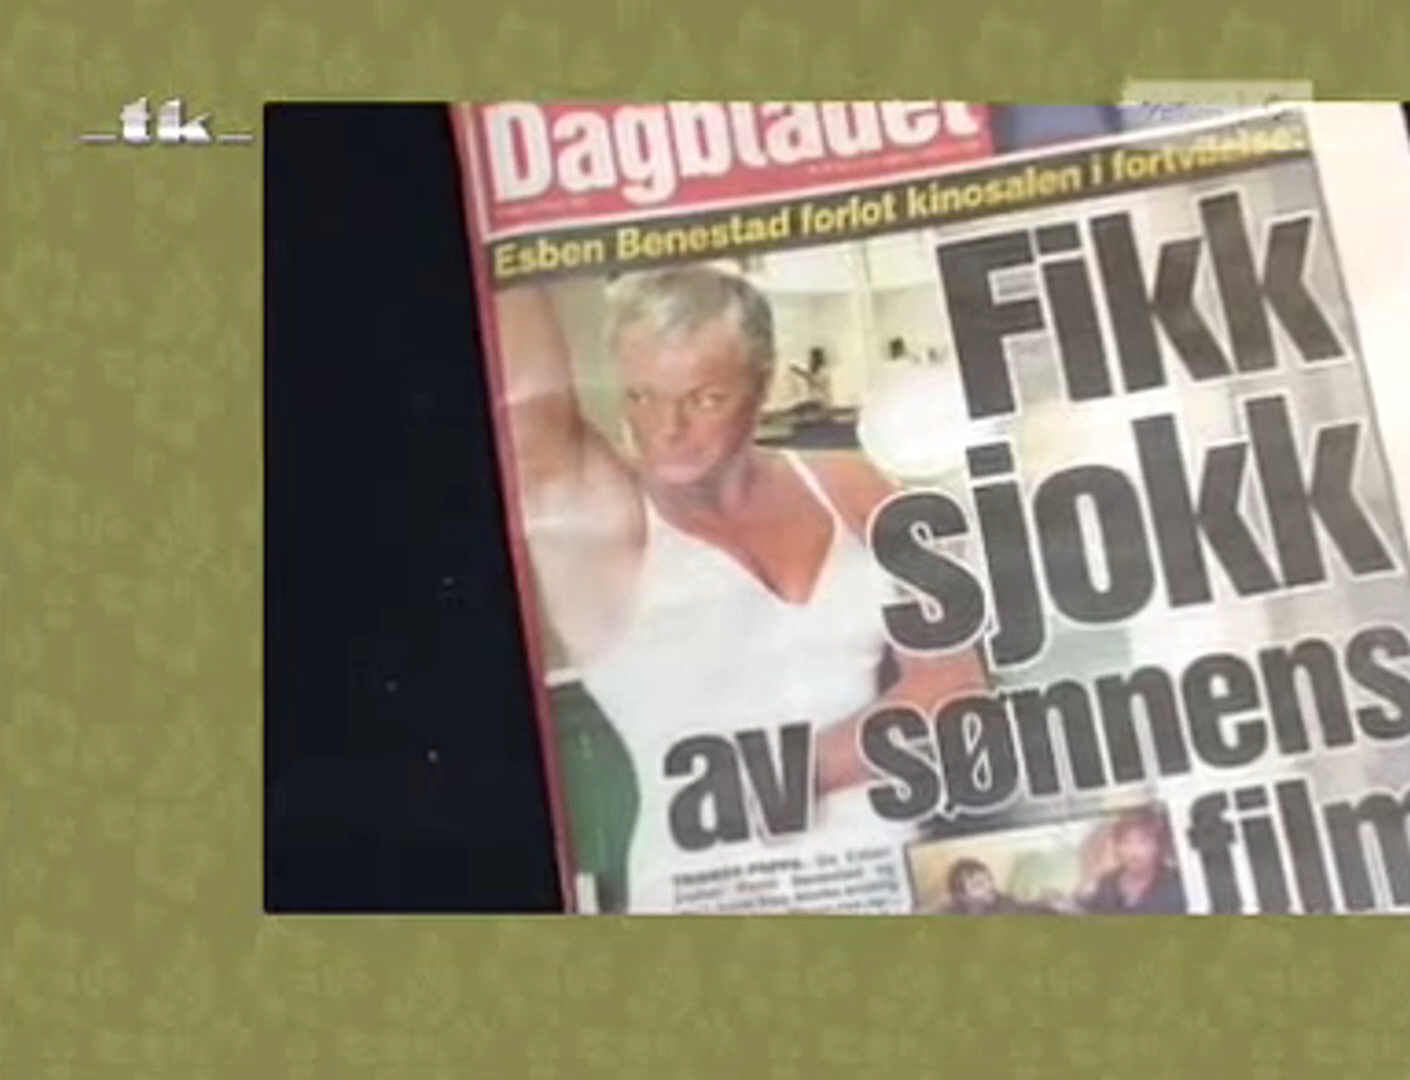 tk
Dagbladet
Esben Benestad forlot kinosalen i fortvilelse:
Fikk
sjokk
av sønnens
film